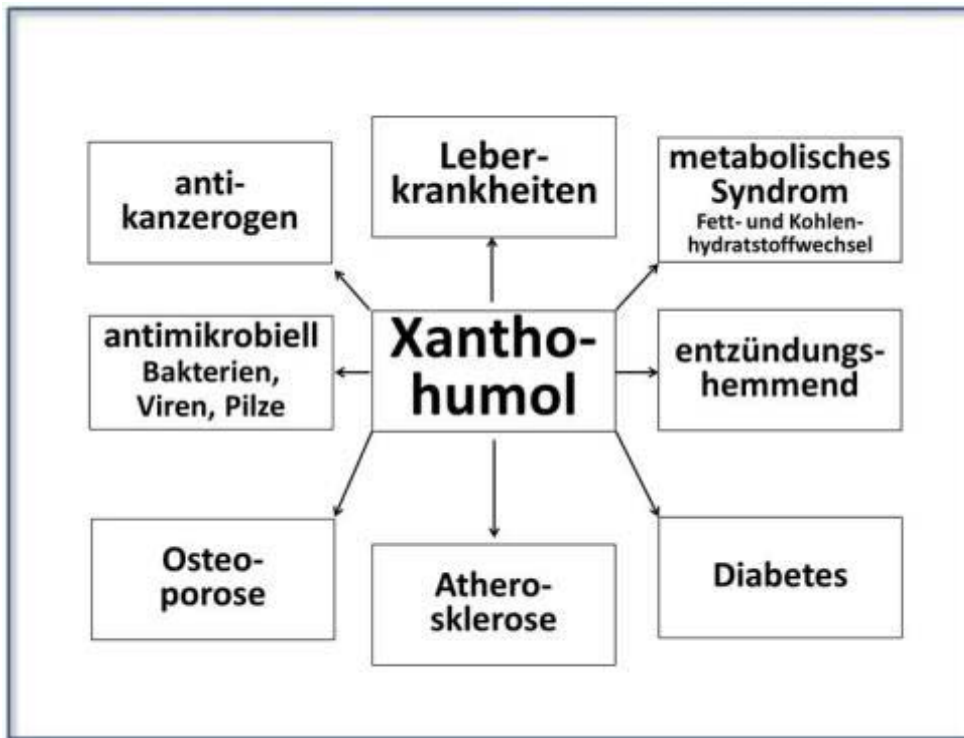 anti-
kanzerogen
Leber-
krankheiten
metabolisches
Syndrom
Fett- und Kohlen-
hydratstoffwechsel
antimikrobiell
Bakterien,
Viren, Pilze
Xantho-
humol
entzündungs-
hemmend
Osteo-
porose
Athero-
sklerose
Diabetes